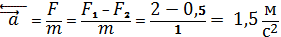 a = F/m = (F₁ – F₂)/m = (2 – 0,5)/1 = 1,5 м/с²